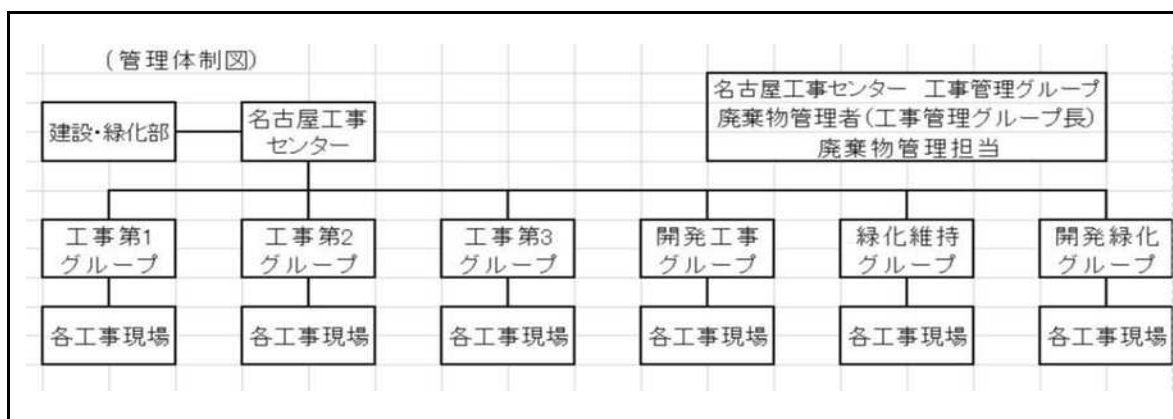 (管理体制図)
建設・緑化部
名古屋工事
センター
名古屋工事センター 工事管理グループ
廃棄物管理者(工事管理グループ長)
廃棄物管理担当
工事第1
グループ
工事第2
グループ
工事第3
グループ
開発工事
グループ
緑化維持
グループ
開発緑化
グループ
各工事現場
各工事現場
各工事現場
各工事現場
各工事現場
各工事現場